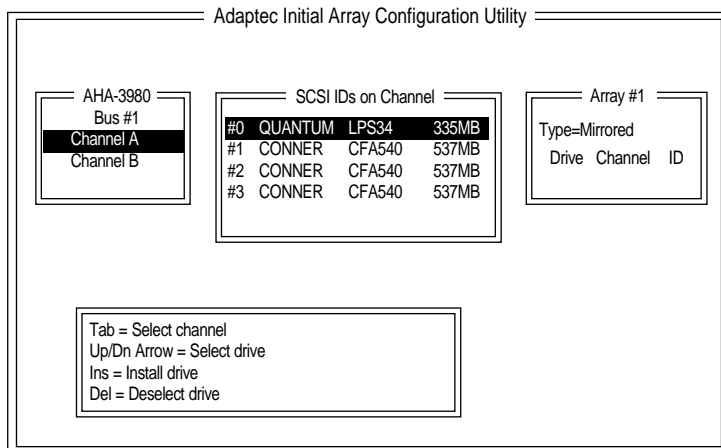 Adaptec Initial Array Configuration Utility
AHA-3980
Bus #1
Channel A
Channel B
SCSI IDs on Channel
#0 QUANTUM LPS34 335MB
#1 CONNER CFA540 537MB
#2 CONNER CFA540 537MB
#3 CONNER CFA540 537MB
Array #1
Type=Mirrored
Drive Channel ID
Tab = Select channel
Up/Dn Arrow = Select drive
Ins = Install drive
Del = Deselect drive